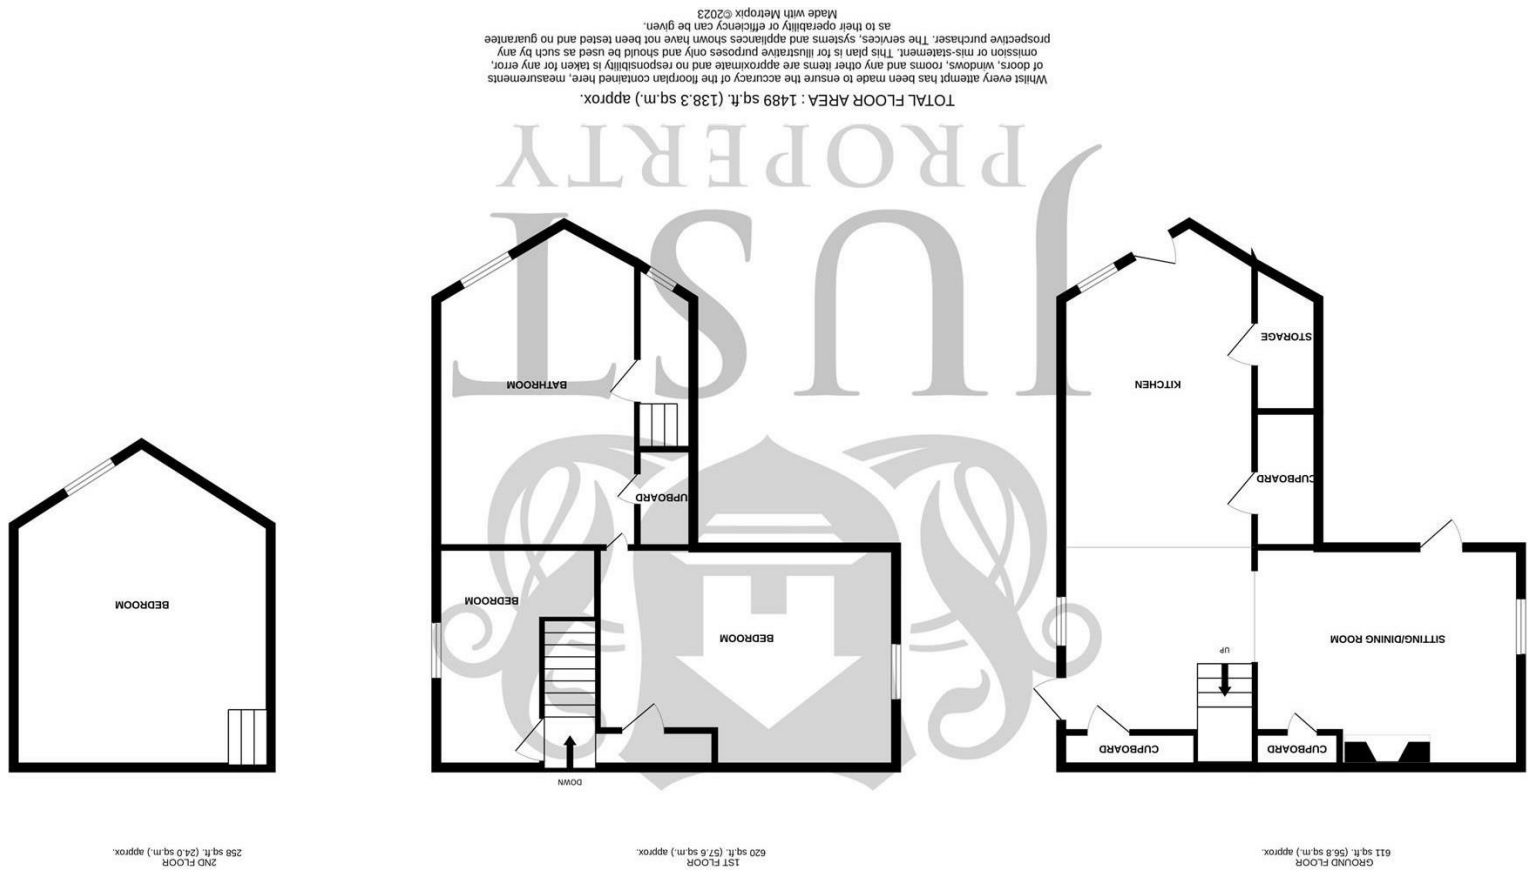 GROUND FLOOR
611 sq.ft. (56.8 sq.m.) approx.
1ST FLOOR
620 sq.ft. (57.6 sq.m.) approx.
2ND FLOOR
258 sq.ft. (24.0 sq.m.) approx.
CUPBOARD
CUPBOARD
UP
SITTING/DINING ROOM
CUPBOARD
KITCHEN
STORAGE
DOWN
BEDROOM
BEDROOM
UPBOARD
BATHROOM
BEDROOM
JUST
PROPERTY
TOTAL FLOOR AREA : 1489 sq.ft. (138.3 sq.m.) approx.
Whilst every attempt has been made to ensure the accuracy of the floorplan contained here, measurements
of doors, windows, rooms and any other items are approximate and no responsibility is taken for any error,
omission or mis-statement. This plan is for illustrative purposes only and should be used as such by any
prospective purchaser. The services, systems and appliances shown have not been tested and no guarantee
as to their operability or efficiency can be given.
Made with Metropix ©2023